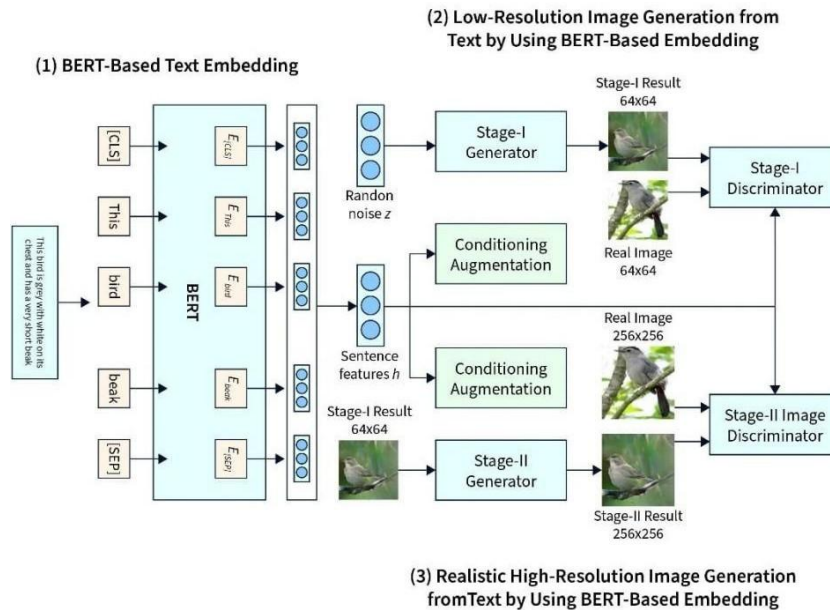 (2) Low-Resolution Image Generation from
Text by Using BERT-Based Embedding
(1) BERT-Based Text Embedding
This bird is grey with white on its
chest and has a very short beak
[CLS]
This
bird
beak
[SEP]
BERT
E[CLS]
E This
E bird
E beak
E[SEP]
Randon
noise z
Sentence
features h
Stage-I
Generator
Stage-I Result
64x64
Real Image
64x64
Stage-I
Discriminator
Conditioning
Augmentation
Conditioning
Augmentation
Real Image
256x256
Stage-I Result
64x64
Stage-II
Generator
Stage-II Result
256x256
Stage-II Image
Discriminator
(3) Realistic High-Resolution Image Generation
fromText by Using BERT-Based Embedding